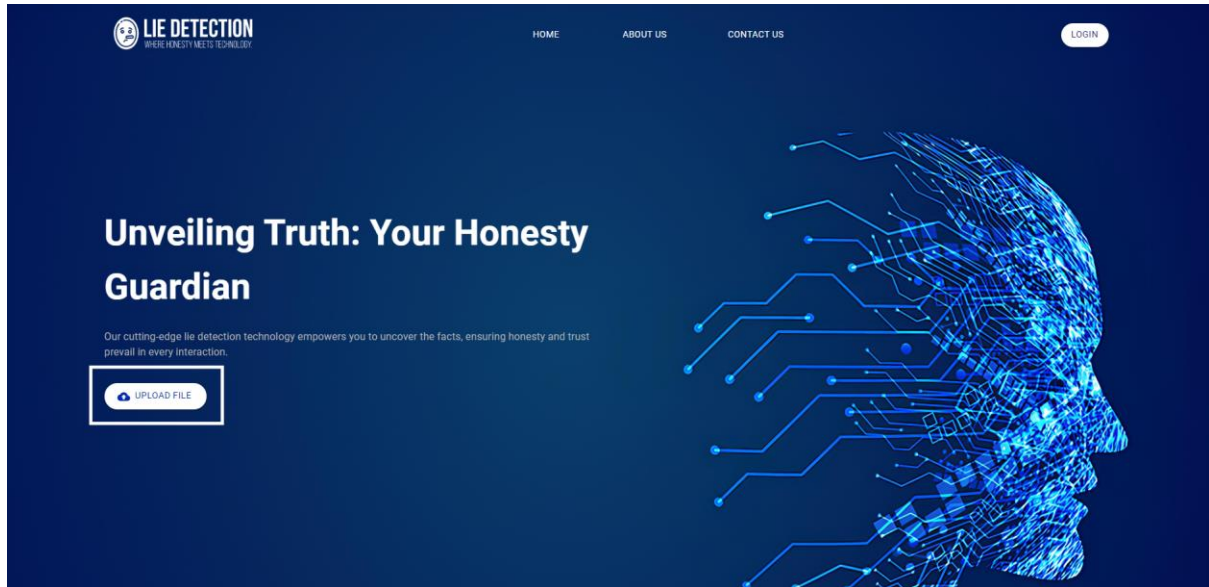 LIE DETECTION
WHERE HONESTY MEETS TECHNOLOGY.
HOME
ABOUT US
CONTACT US
LOGIN
Unveiling Truth: Your Honesty
Guardian
Our cutting-edge lie detection technology empowers you to uncover the facts, ensuring honesty and trust
prevail in every interaction.
UPLOAD FILE